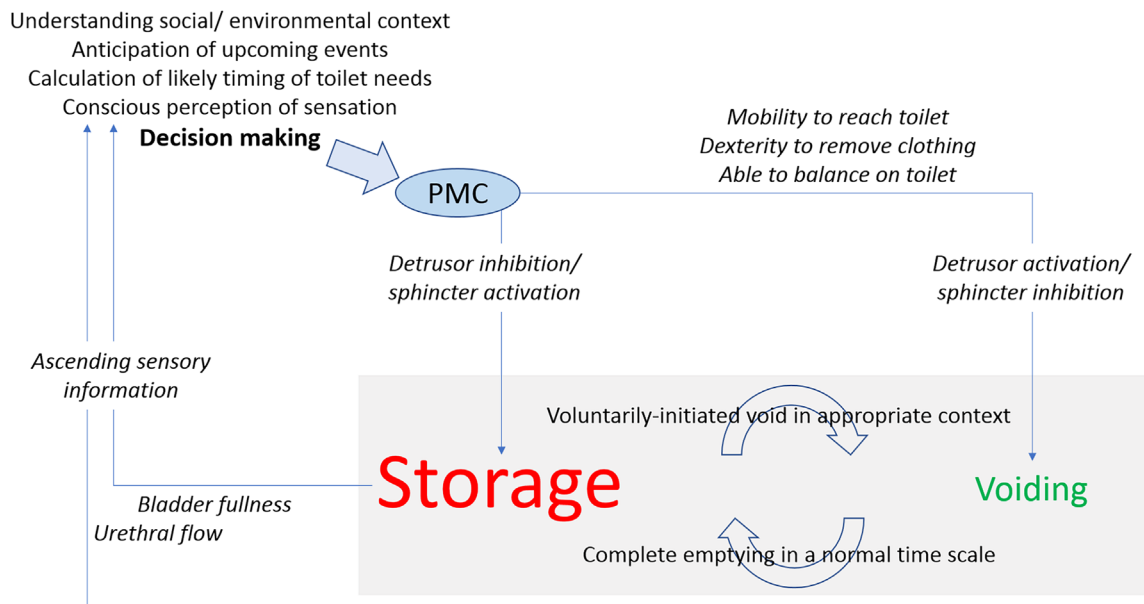 Understanding social/ environmental context
Anticipation of upcoming events
Calculation of likely timing of toilet needs
Conscious perception of sensation
Decision making
PMC
Mobility to reach toilet
Dexterity to remove clothing
Able to balance on toilet
Detrusor inhibition/
sphincter activation
Detrusor activation/
sphincter inhibition
Ascending sensory
information
Voluntarily-initiated void in appropriate context
Storage
Voiding
Bladder fullness
Urethral flow
Complete emptying in a normal time scale